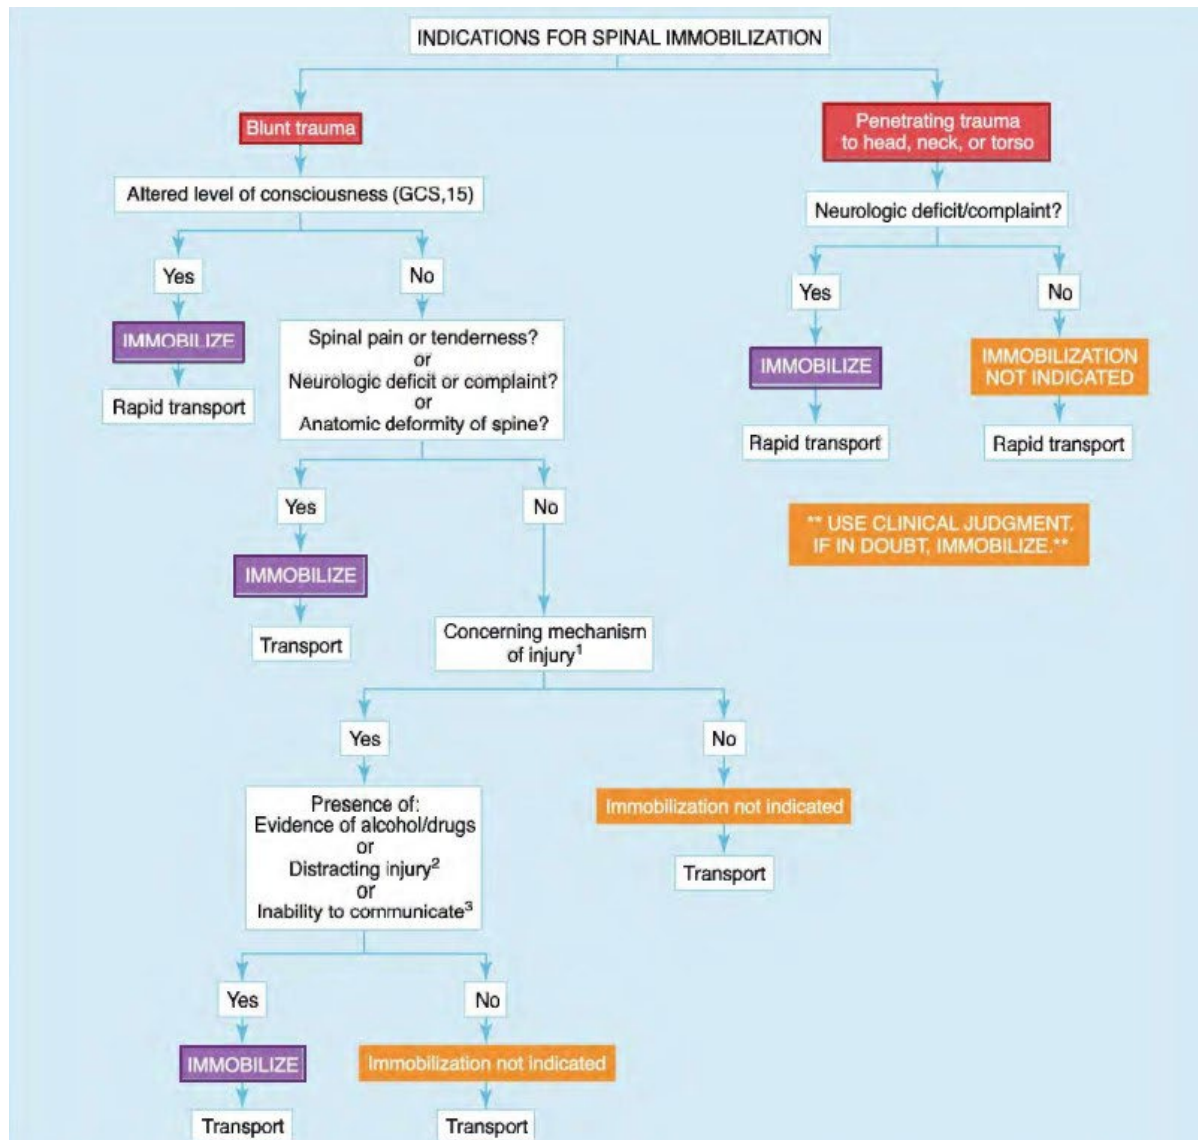 INDICATIONS FOR SPINAL IMMOBILIZATION
Blunt trauma
Altered level of consciousness (GCS,15)
Yes
No
IMMOBILIZE
Rapid transport
Spinal pain or tenderness?
or
Neurologic deficit or complaint?
or
Anatomic deformity of spine?
Yes
No
IMMOBILIZE
Transport
Concerning mechanism
of injury¹
Yes
No
Presence of:
Evidence of alcohol/drugs
or
Distracting injury²
or
Inability to communicate³
Immobilization not indicated
Transport
Yes
No
IMMOBILIZE
Immobilization not indicated
Transport
Transport
Penetrating trauma
to head, neck, or torso
Neurologic deficit/complaint?
Yes
No
IMMOBILIZE
IMMOBILIZATION
NOT INDICATED
Rapid transport
Rapid transport
** USE CLINICAL JUDGMENT.
IF IN DOUBT, IMMOBILIZE.**